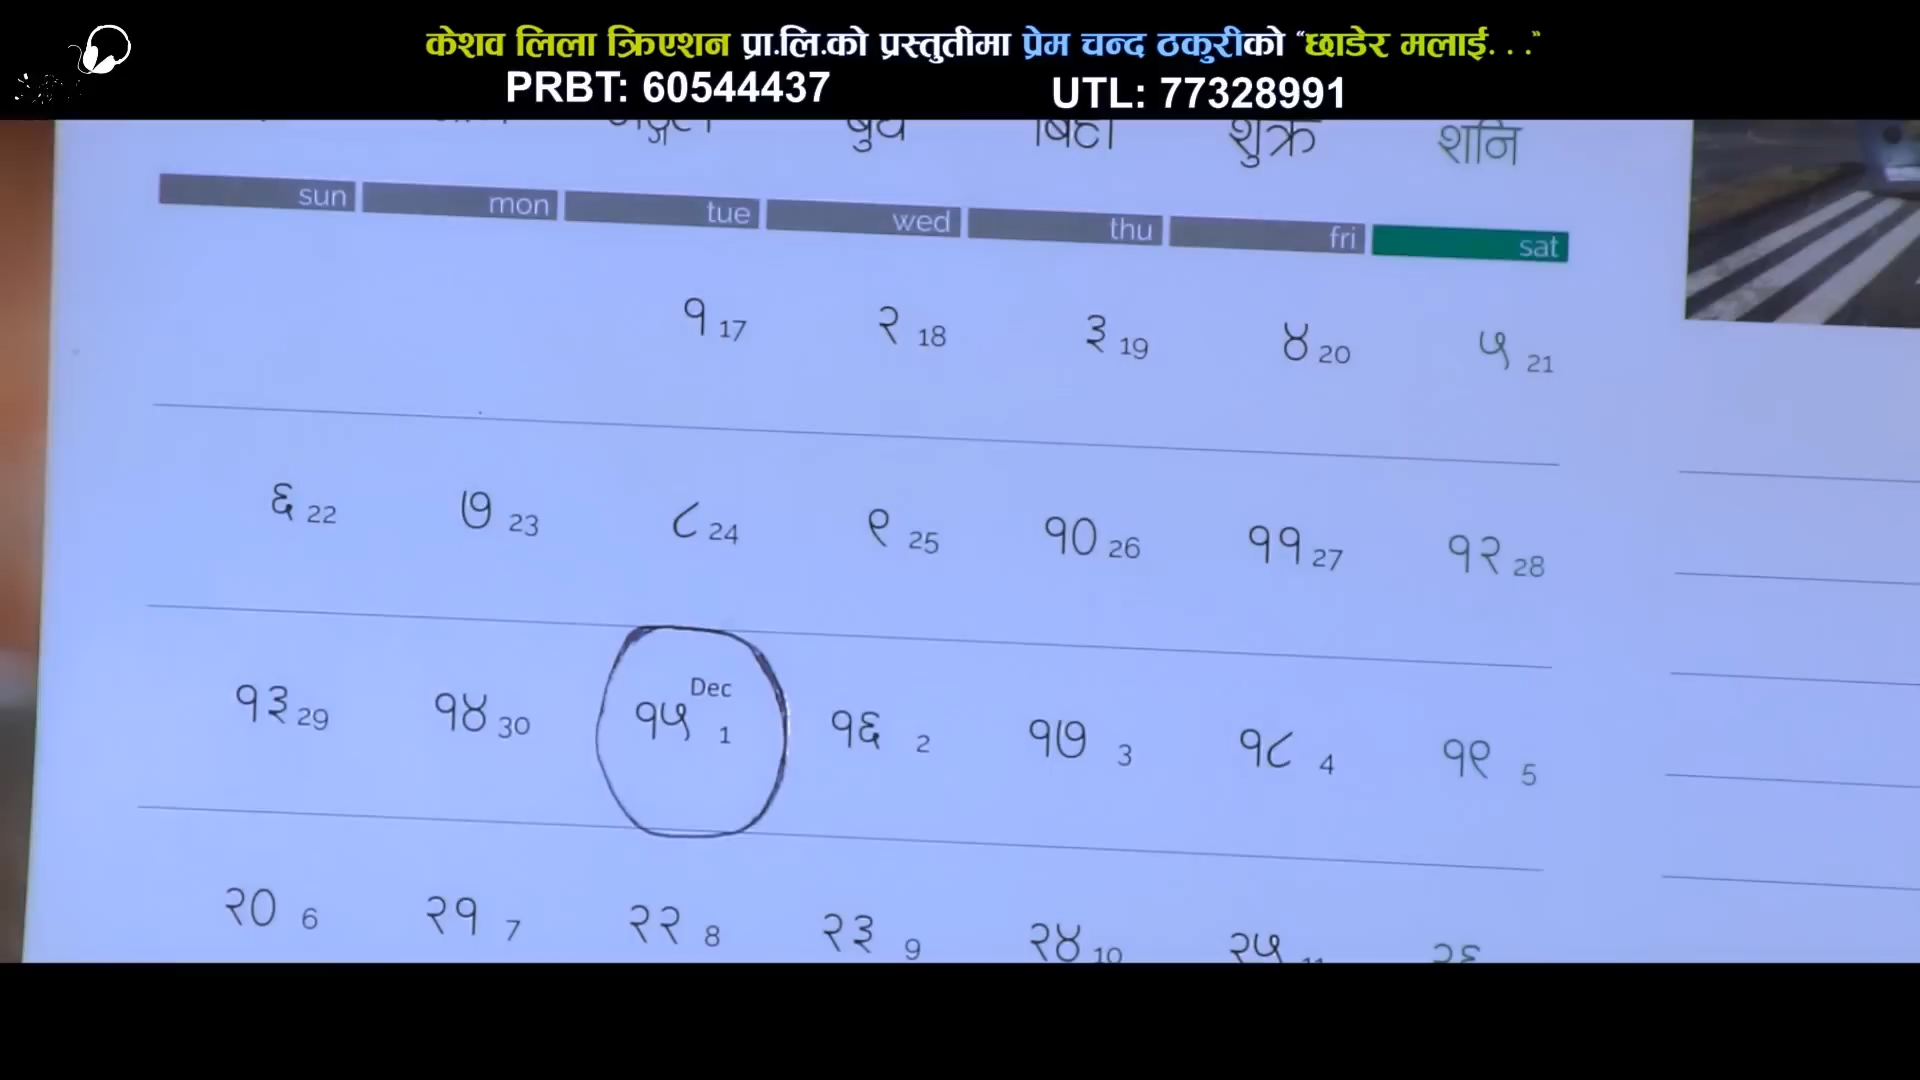 केशव लिला क्रिएशन प्रा.लि.को प्रस्तुतीमा प्रेम चन्द ठकुरीको "छाडेर मलाई..."
PRBT: 60544437 UTL: 77328991
शुक्र शनि
sun mon tue wed thu fri sat
१ 17 २ 18 ३ 19 ४ 20 ५ 21
६ 22 ७ 23 ८ 24 ९ 25 १० 26 ११ 27 १२ 28
Dec
१३ 29 १४ 30 १५ 1 १६ 2 १७ 3 १८ 4 १९ 5
२० 6 २१ 7 २२ 8 २३ 9 २४ 10 २५